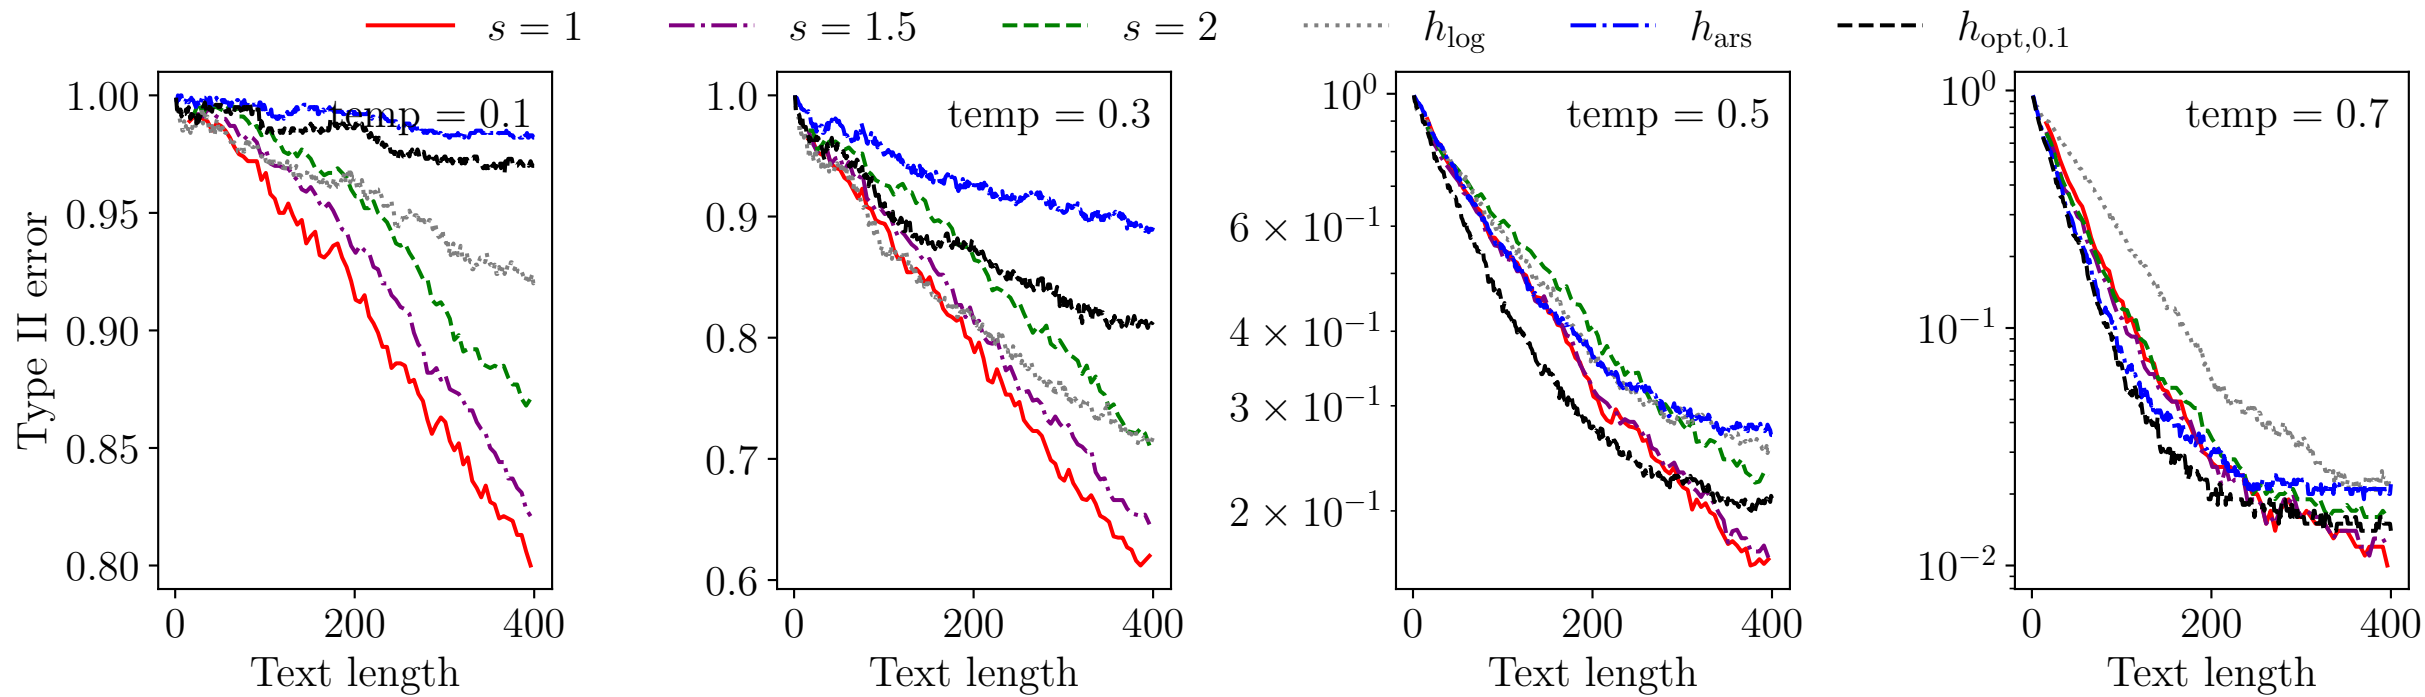 s = 1   s = 1.5   s = 2   h_log   h_ars   h_opt,0.1
temp = 0.1
Type II error
1.00
0.95
0.90
0.85
0.80
0 200 400
Text length
temp = 0.3
1.0
0.9
0.8
0.7
0.6
0 200 400
Text length
temp = 0.5
10^0
6 × 10^−1
4 × 10^−1
3 × 10^−1
2 × 10^−1
0 200 400
Text length
temp = 0.7
10^0
10^−1
10^−2
0 200 400
Text length